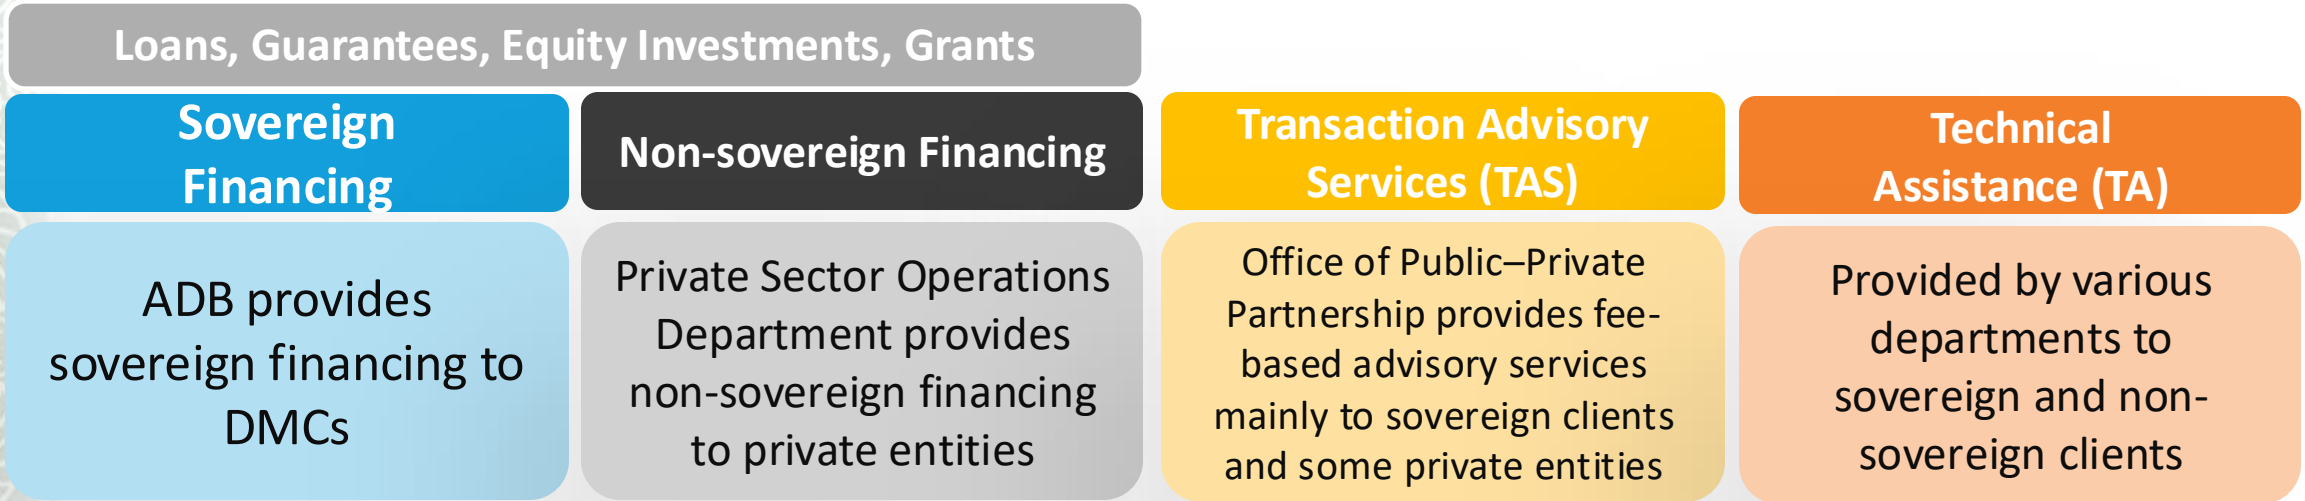 Loans, Guarantees, Equity Investments, Grants
Sovereign
Financing
Non-sovereign Financing
Transaction Advisory
Services (TAS)
Technical
Assistance (TA)
ADB provides
sovereign financing to
DMCs
Private Sector Operations
Department provides
non-sovereign financing
to private entities
Office of Public–Private
Partnership provides fee-
based advisory services
mainly to sovereign clients
and some private entities
Provided by various
departments to
sovereign and non-
sovereign clients